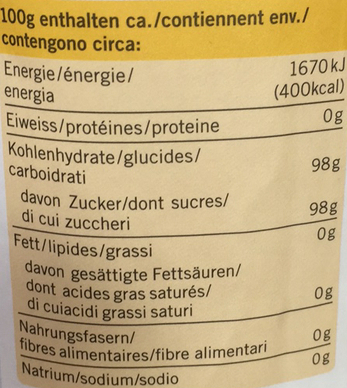 100g enthalten ca./contiennent env./
contengono circa:
Energie/énergie/ 1670kJ
energia (400kcal)
Eiweiss/protéines/proteine 0g
Kohlenhydrate/glucides/
carboidrati 98g
davon Zucker/dont sucres/
di cui zuccheri 98g
Fett/lipides/grassi 0g
davon gesättigte Fettsäuren/
dont acides gras saturés/
di cuiacidi grassi saturi 0g
Nahrungsfasern/
fibres alimentaires/fibre alimentari 0g
Natrium/sodium/sodio 0g